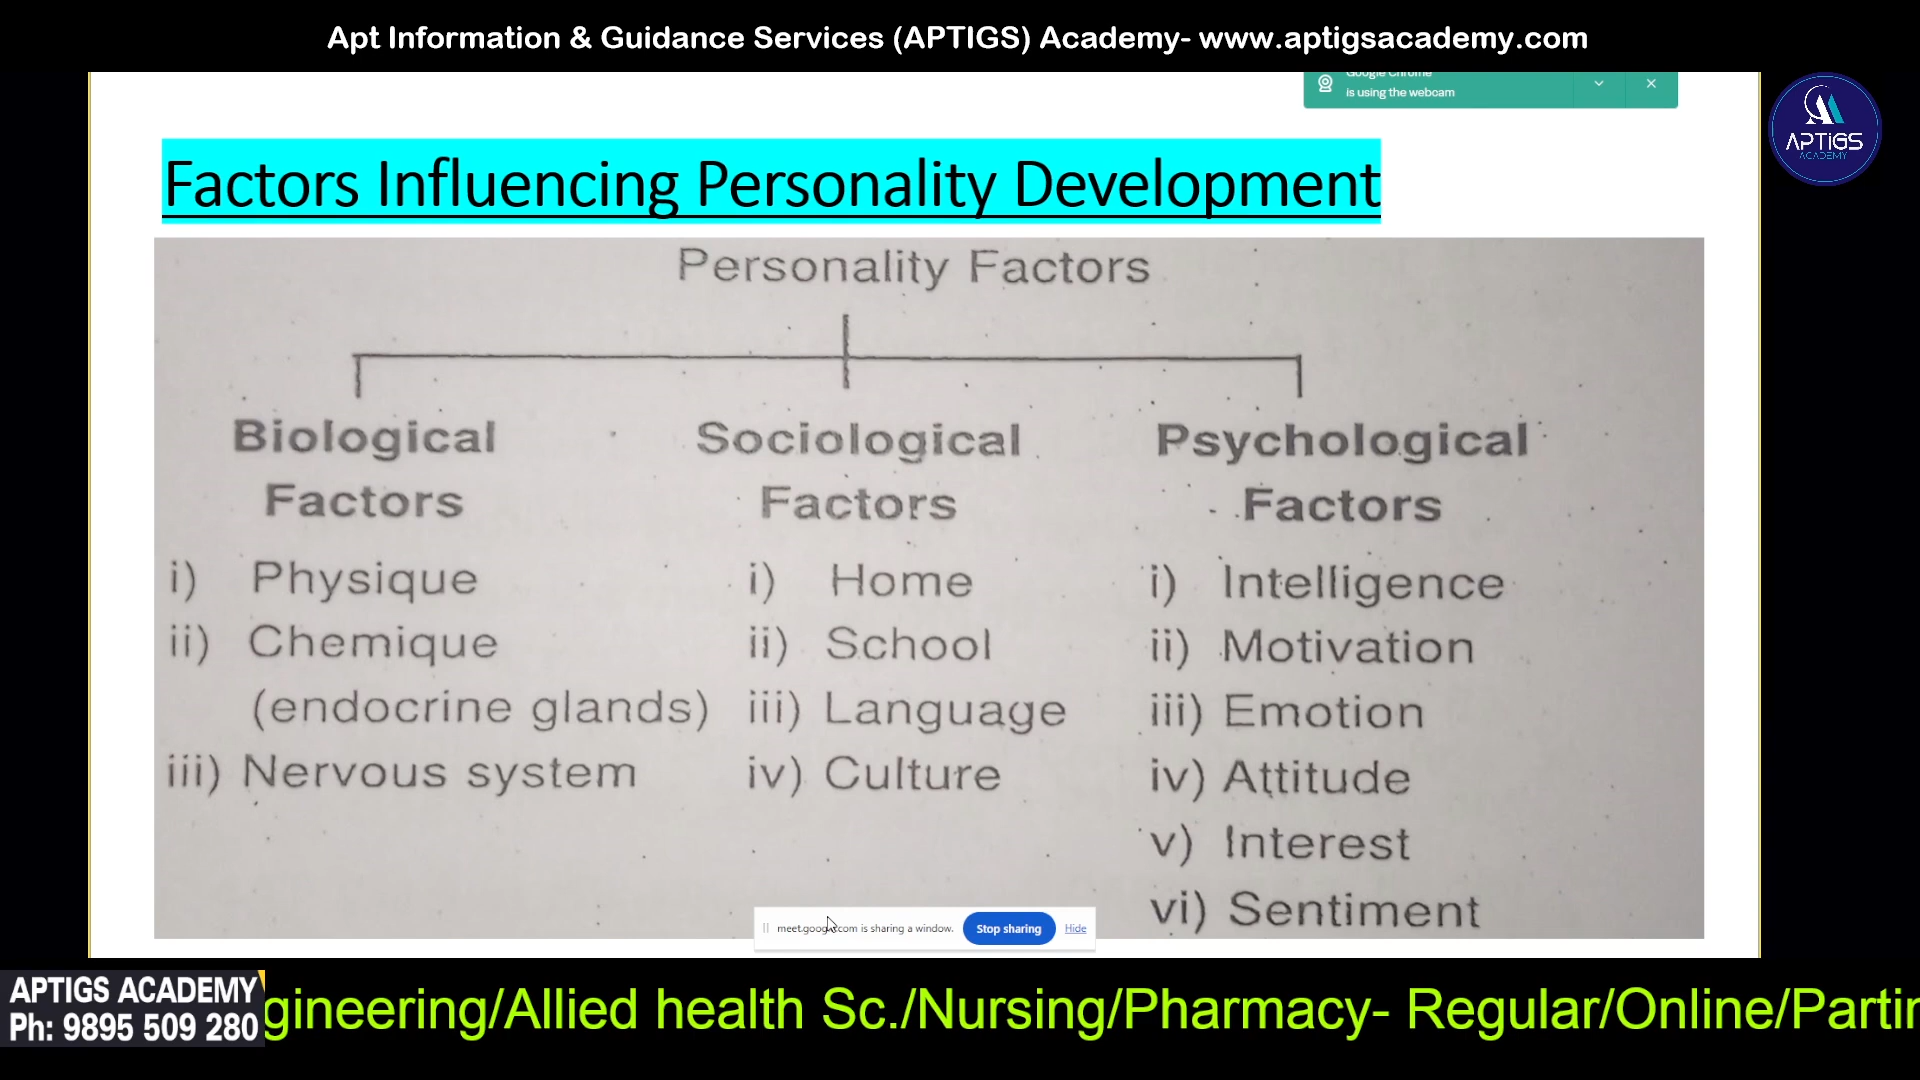 Apt Information & Guidance Services (APTIGS) Academy- www.aptigsacademy.com
is using the webcam
APTiGS
ACADEMY
Factors Influencing Personality Development
Personality Factors
Biological
Factors
i) Physique
ii) Chemique
(endocrine glands)
iii) Nervous system
Sociological
Factors
i) Home
ii) School
iii) Language
iv) Culture
Psychological
Factors
i) Intelligence
ii) Motivation
iii) Emotion
iv) Attitude
v) Interest
vi) Sentiment
is sharing a window. Stop sharing Hide
APTIGS ACADEMY
Ph: 9895 509 280
gineering/Allied health Sc./Nursing/Pharmacy- Regular/Online/Partin